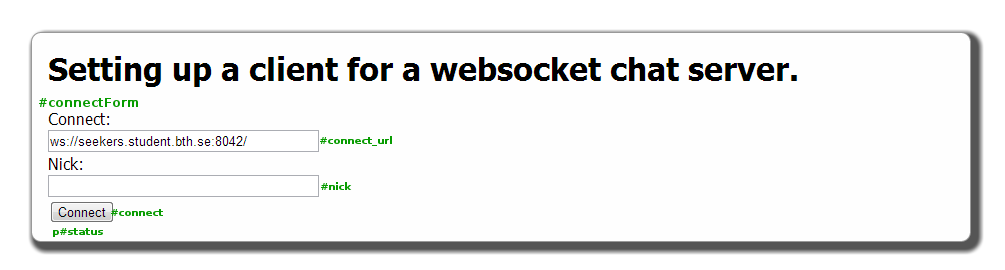 Setting up a client for a websocket chat server.
#connectForm
Connect:
ws://seekers.student.bth.se:8042/ #connect_url
Nick:
#nick
Connect #connect
p#status